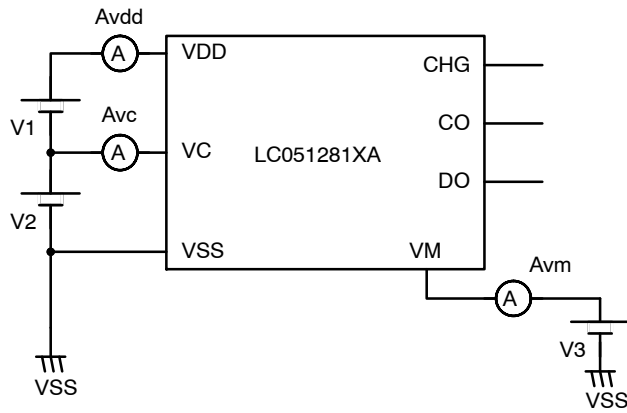 Avdd
A
VDD
CHG
V1
Avc
A
VC
LC051281XA
CO
DO
V2
VSS
VM
Avm
A
V3
VSS
VSS